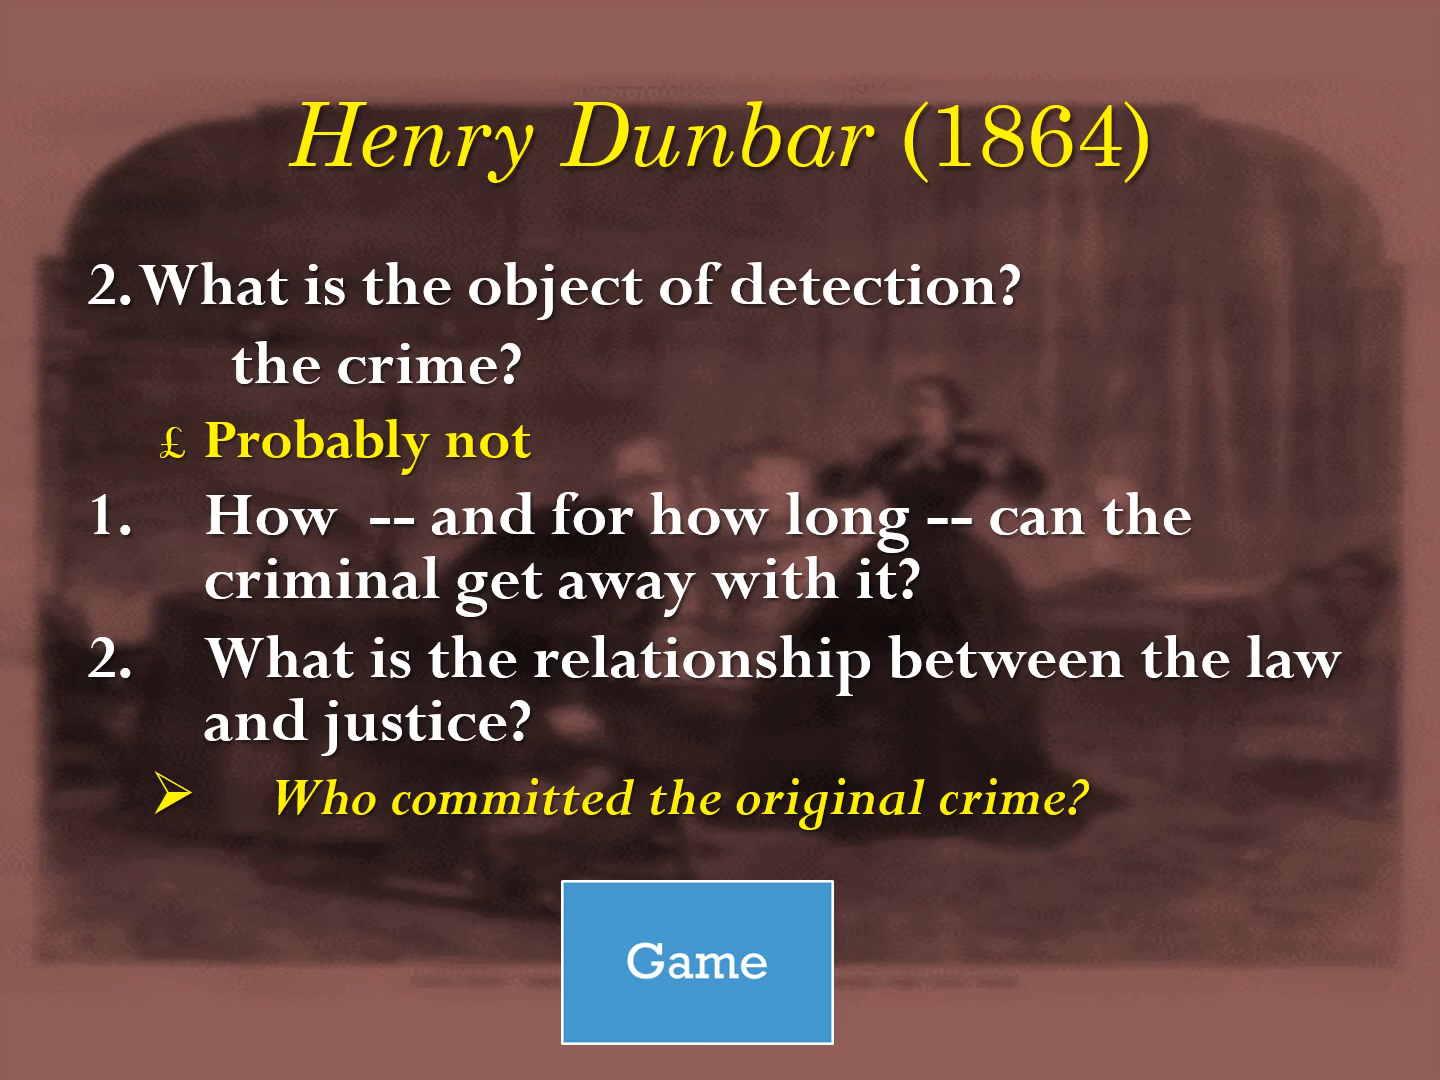 Henry Dunbar (1864)
2. What is the object of detection?
the crime?
£ Probably not
1. How -- and for how long -- can the
criminal get away with it?
2. What is the relationship between the law
and justice?
➢ Who committed the original crime?
Game